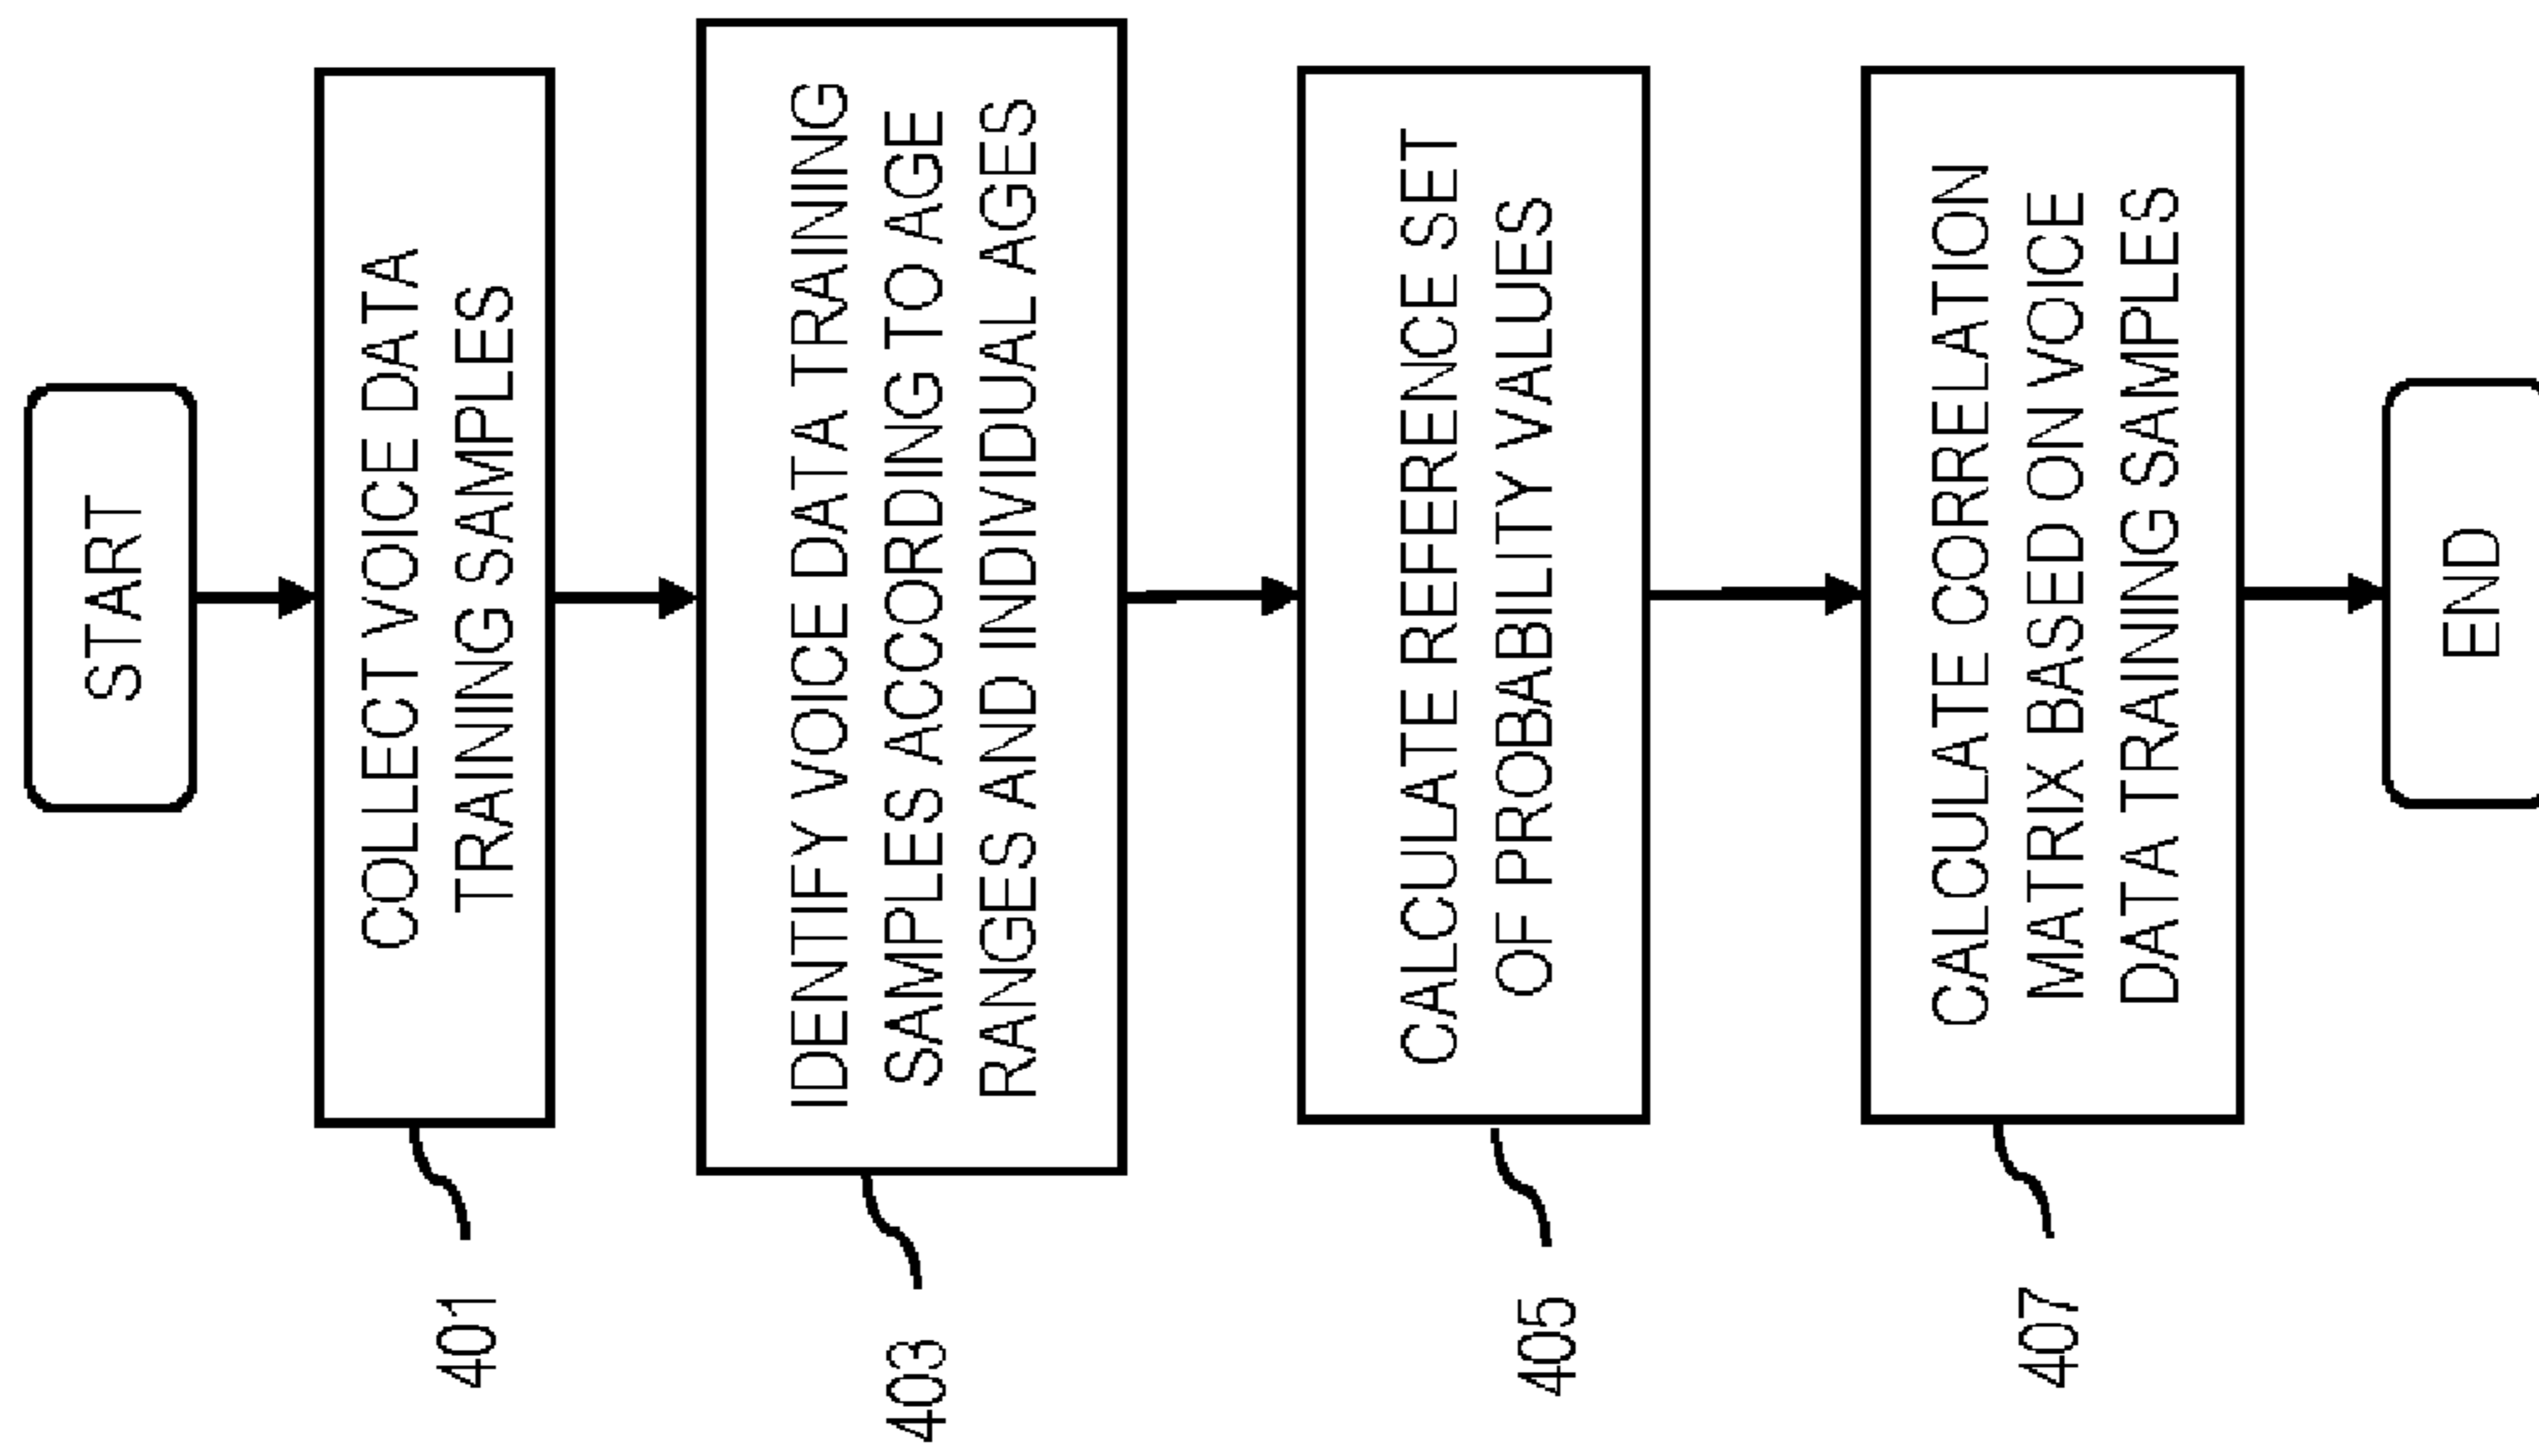 START
COLLECT VOICE DATA
TRAINING SAMPLES
401
IDENTIFY VOICE DATA TRAINING
SAMPLES ACCORDING TO AGE
RANGES AND INDIVIDUAL AGES
403
CALCULATE REFERENCE SET
OF PROBABILITY VALUES
405
CALCULATE CORRELATION
MATRIX BASED ON VOICE
DATA TRAINING SAMPLES
407
END